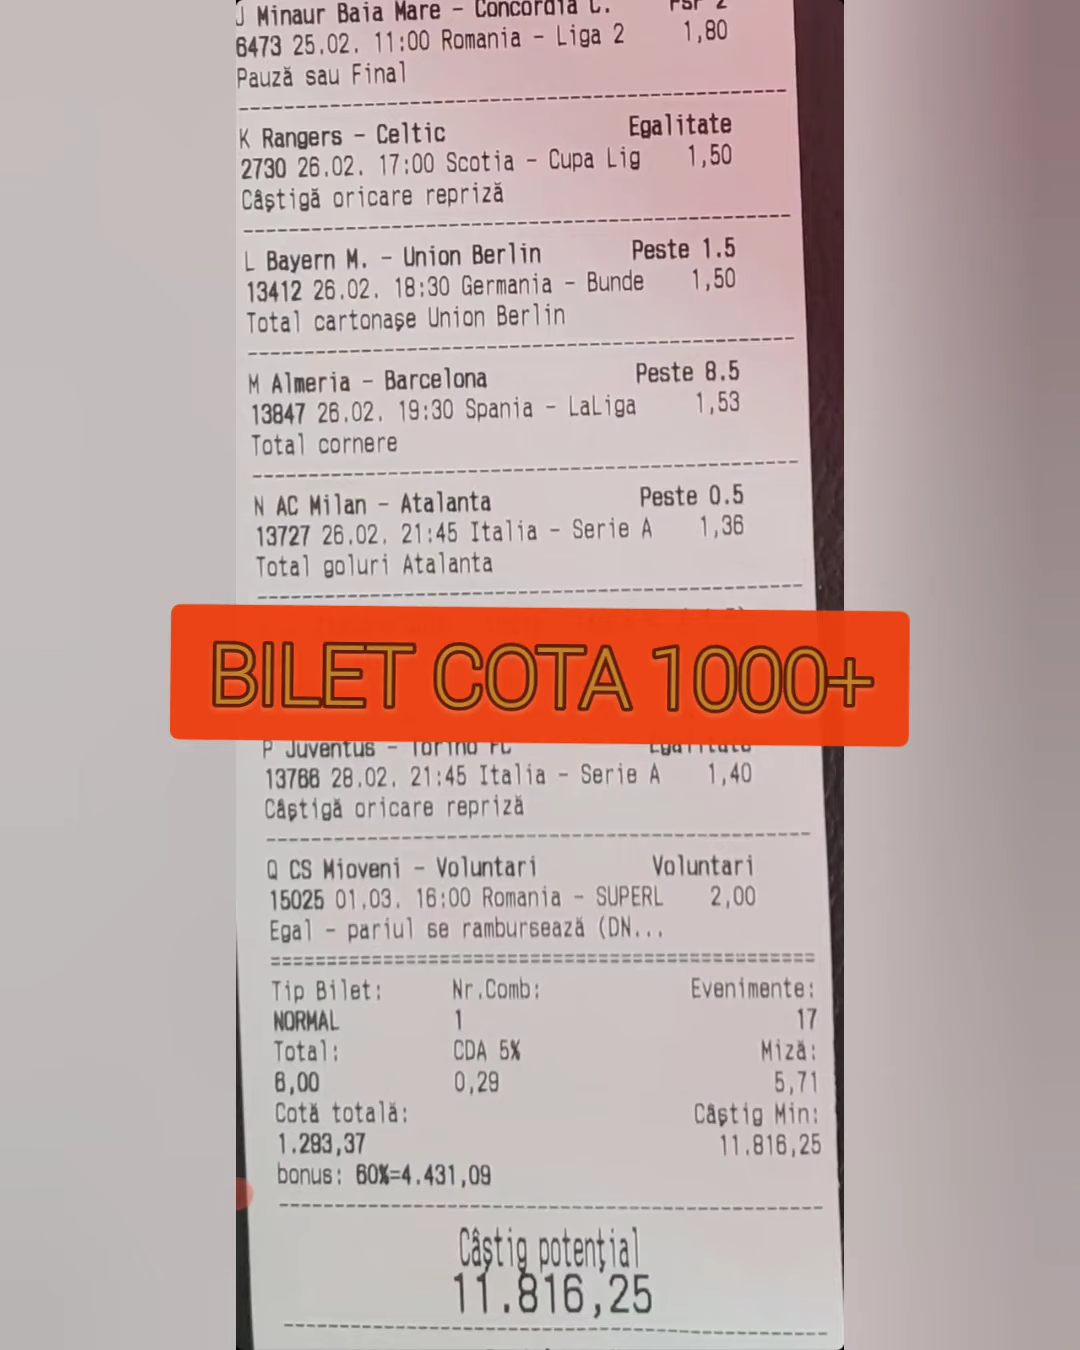 J Minaur Baia Mare - Concordia C. PSF 2
6473 25.02. 11:00 Romania - Liga 2 1,80
Pauză sau Final
K Rangers - Celtic Egalitate
2730 26.02. 17:00 Scotia - Cupa Lig 1,50
Câştigă oricare repriză
L Bayern M. - Union Berlin Peste 1.5
13412 26.02. 18:30 Germania - Bunde 1,50
Total cartonaşe Union Berlin
M Almeria - Barcelona Peste 8.5
13847 26.02. 19:30 Spania - LaLiga 1,53
Total cornere
N AC Milan - Atalanta Peste 0.5
13727 26.02. 21:45 Italia - Serie A 1,36
Total goluri Atalanta
BILET COTA 1000+
P Juventus - Torino FC Egalitate
13766 28.02. 21:45 Italia - Serie A 1,40
Câştigă oricare repriză
Q CS Mioveni - Voluntari Voluntari
15025 01.03. 16:00 Romania - SUPERL 2,00
Egal - pariul se rambursează (DN...
Tip Bilet: Nr.Comb: Evenimente:
NORMAL 1 17
Total: CDA 5% Miză:
6,00 0,29 5,71
Cotă totală: Câştig Min:
1.293,37 11.816,25
bonus: 60%=4.431,09
Câştig potenţial
11.816,25